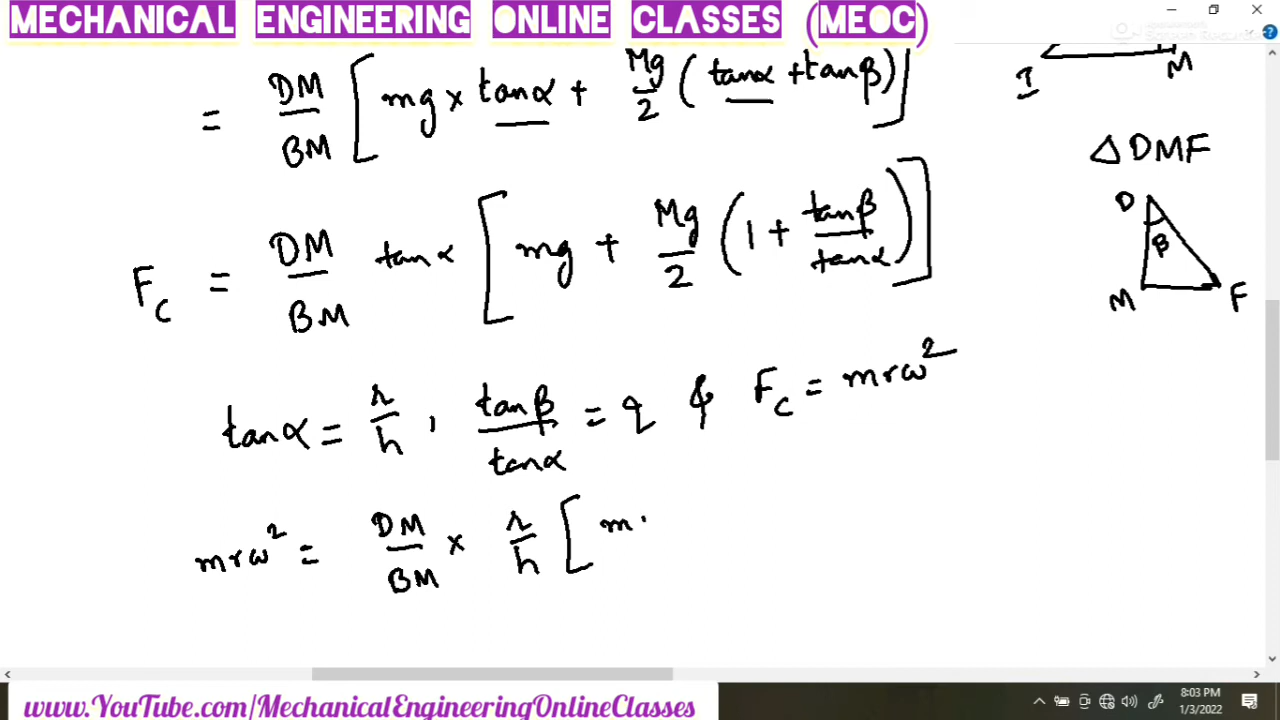 MECHANICAL ENGINEERING ONLINE CLASSES (MEOC)
= DM/BM [ mg × tanα + Mg/2 ( tanα + tanβ ) ]
I M
△ DMF
F_C = DM/BM tanα [ mg + Mg/2 ( 1 + tanβ/tanα ) ]
D
β
M F
tanα = r/h , tanβ/tanα = q & F_C = mrω²
mrω² = DM/BM × r/h [ m
www.YouTube.com/MechanicalEngineeringOnlineClasses
8:03 PM
1/3/2022